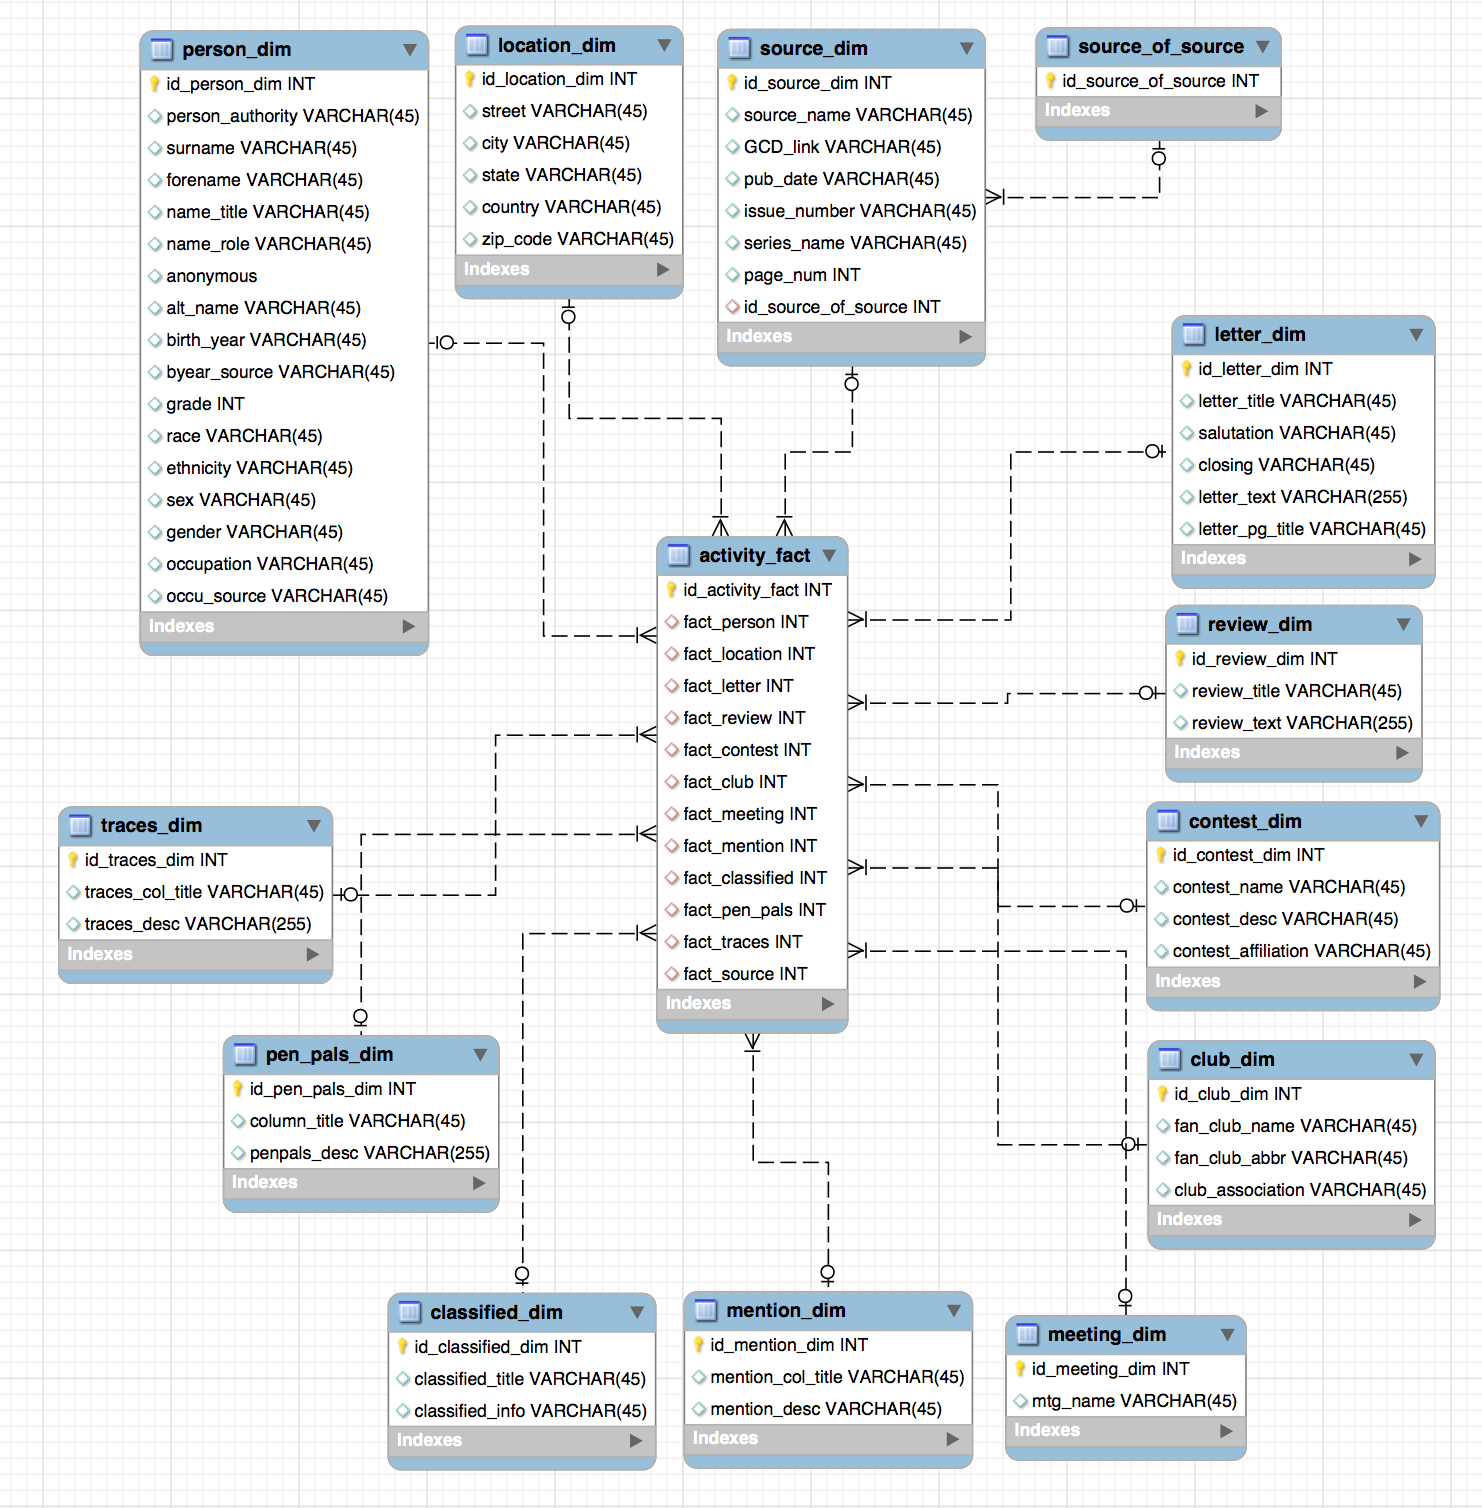 person_dim
id_person_dim INT
person_authority VARCHAR(45)
surname VARCHAR(45)
forename VARCHAR(45)
name_title VARCHAR(45)
name_role VARCHAR(45)
anonymous
alt_name VARCHAR(45)
birth_year VARCHAR(45)
byear_source VARCHAR(45)
grade INT
race VARCHAR(45)
ethnicity VARCHAR(45)
sex VARCHAR(45)
gender VARCHAR(45)
occupation VARCHAR(45)
occu_source VARCHAR(45)
Indexes
location_dim
id_location_dim INT
street VARCHAR(45)
city VARCHAR(45)
state VARCHAR(45)
country VARCHAR(45)
zip_code VARCHAR(45)
Indexes
source_dim
id_source_dim INT
source_name VARCHAR(45)
GCD_link VARCHAR(45)
pub_date VARCHAR(45)
issue_number VARCHAR(45)
series_name VARCHAR(45)
page_num INT
id_source_of_source INT
Indexes
source_of_source
id_source_of_source INT
Indexes
letter_dim
id_letter_dim INT
letter_title VARCHAR(45)
salutation VARCHAR(45)
closing VARCHAR(45)
letter_text VARCHAR(255)
letter_pg_title VARCHAR(45)
Indexes
activity_fact
id_activity_fact INT
fact_person INT
fact_location INT
fact_letter INT
fact_review INT
fact_contest INT
fact_club INT
fact_meeting INT
fact_mention INT
fact_classified INT
fact_pen_pals INT
fact_traces INT
fact_source INT
Indexes
review_dim
id_review_dim INT
review_title VARCHAR(45)
review_text VARCHAR(255)
Indexes
traces_dim
id_traces_dim INT
traces_col_title VARCHAR(45)
traces_desc VARCHAR(255)
Indexes
contest_dim
id_contest_dim INT
contest_name VARCHAR(45)
contest_desc VARCHAR(45)
contest_affiliation VARCHAR(45)
Indexes
pen_pals_dim
id_pen_pals_dim INT
column_title VARCHAR(45)
penpals_desc VARCHAR(255)
Indexes
club_dim
id_club_dim INT
fan_club_name VARCHAR(45)
fan_club_abbr VARCHAR(45)
club_association VARCHAR(45)
Indexes
classified_dim
id_classified_dim INT
classified_title VARCHAR(45)
classified_info VARCHAR(45)
Indexes
mention_dim
id_mention_dim INT
mention_col_title VARCHAR(45)
mention_desc VARCHAR(45)
Indexes
meeting_dim
id_meeting_dim INT
mtg_name VARCHAR(45)
Indexes